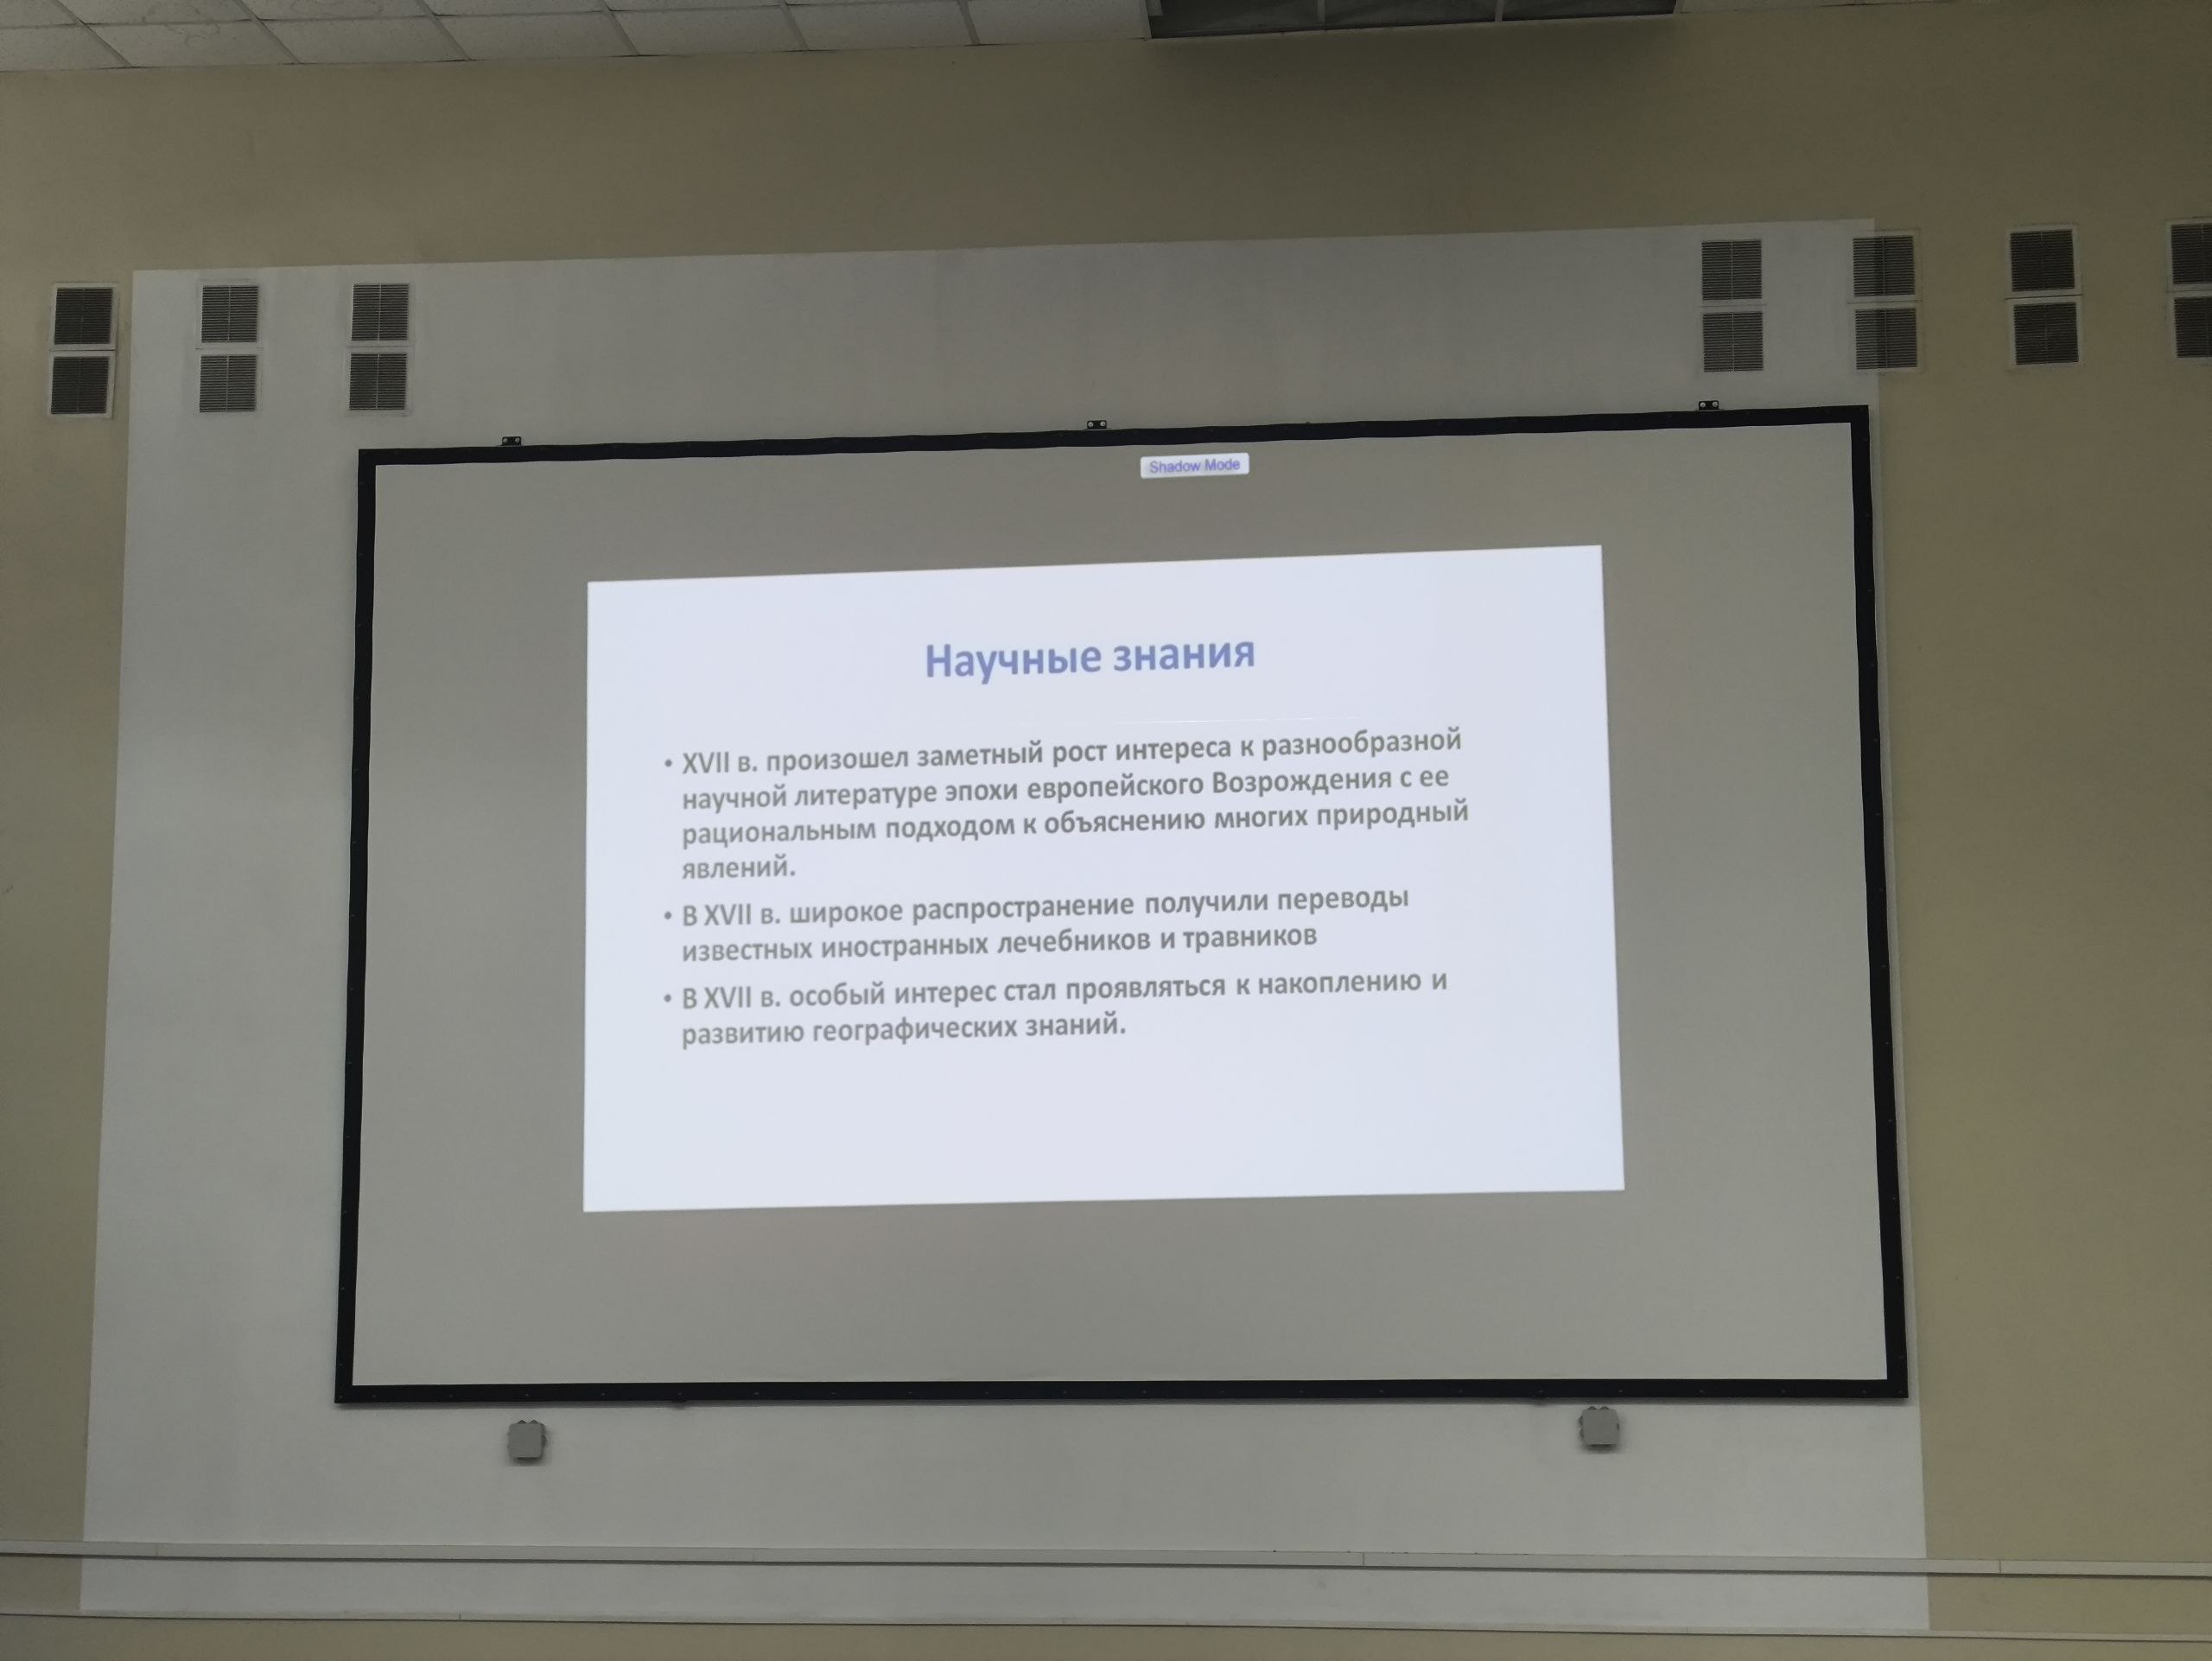 Shadow Mode
Научные знания
• XVII в. произошел заметный рост интереса к разнообразной
научной литературе эпохи европейского Возрождения с ее
рациональным подходом к объяснению многих природный
явлений.
• В XVII в. широкое распространение получили переводы
известных иностранных лечебников и травников
• В XVII в. особый интерес стал проявляться к накоплению и
развитию географических знаний.